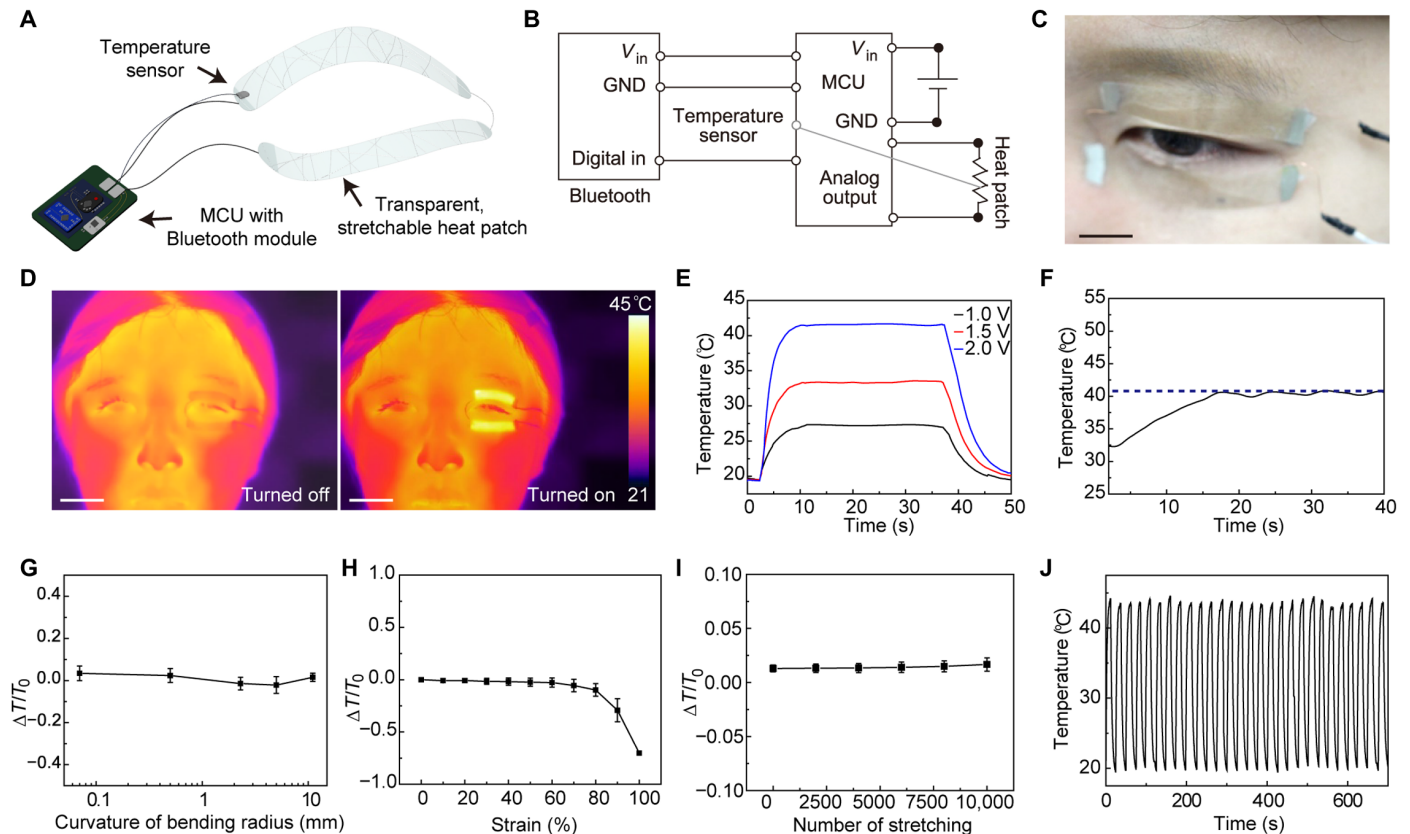 A
Temperature
sensor
MCU with
Bluetooth module
Transparent,
stretchable heat patch
B
Vin
GND
Digital in
Bluetooth
Temperature
sensor
Vin
MCU
GND
Analog
output
Heat patch
C
D
Turned off
45℃
21
Turned on
E
Temperature (℃)
45
40
35
30
25
20
−1.0 V
−1.5 V
−2.0 V
0 10 20 30 40 50
Time (s)
F
Temperature (℃)
55
50
45
40
35
30
25
10 20 30 40
Time (s)
G
ΔT/T0
0.4
0.2
0.0
−0.2
−0.4
0.1 1 10
Curvature of bending radius (mm)
H
ΔT/T0
1.0
0.5
0.0
−0.5
−1.0
0 20 40 60 80 100
Strain (%)
I
ΔT/T0
0.10
0.05
0.00
−0.05
−0.10
0 2500 5000 7500 10,000
Number of stretching
J
Temperature (℃)
40
30
20
0 200 400 600
Time (s)